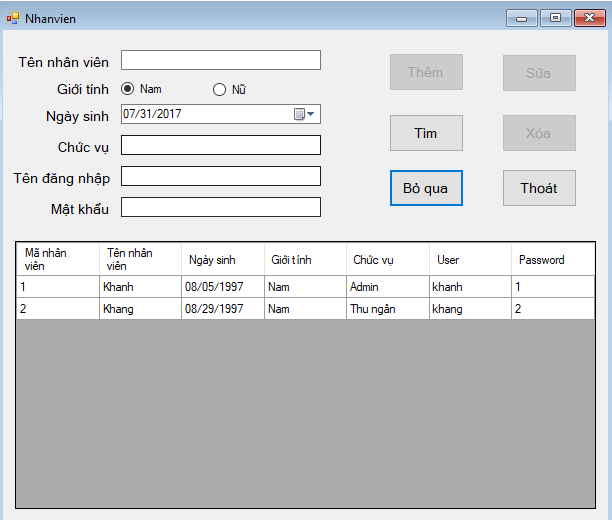 Nhanvien
Tên nhân viên
Giới tính Nam Nữ
Ngày sinh 07/31/2017
Chức vụ
Tên đăng nhập
Mật khẩu
Thêm Sửa
Tìm Xóa
Bỏ qua Thoát
Mã nhân viên Tên nhân viên Ngày sinh Giới tính Chức vụ User Password
1 Khanh 08/05/1997 Nam Admin khanh 1
2 Khang 08/29/1997 Nam Thu ngân khang 2